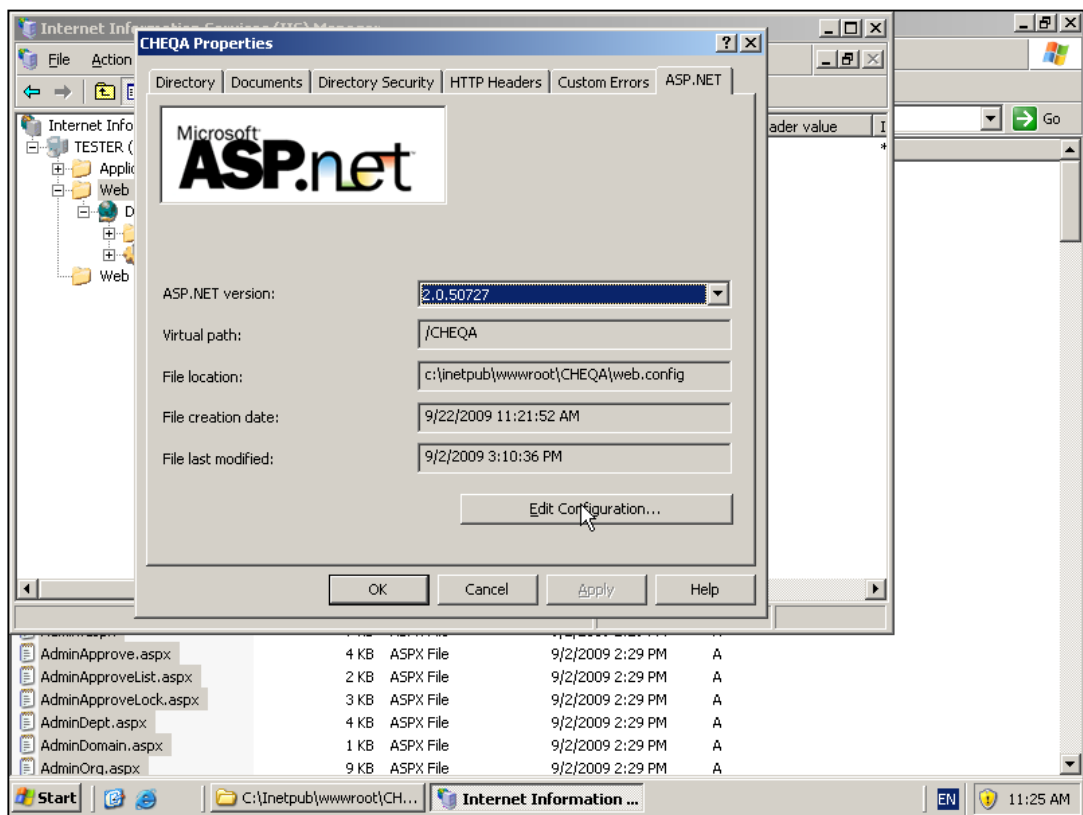 Internet Information Services (IIS) Manager
CHEQA Properties
File Action
Directory Documents Directory Security HTTP Headers Custom Errors ASP.NET
Go
Internet Info
ader value I
TESTER (
Applic
Web
D
Web
*
Microsoft
ASP.net
ASP.NET version: 2.0.50727
Virtual path: /CHEQA
File location: c:\inetpub\wwwroot\CHEQA\web.config
File creation date: 9/22/2009 11:21:52 AM
File last modified: 9/2/2009 3:10:36 PM
Edit Configuration...
OK Cancel Apply Help
AdminApprove.aspx 4 KB ASPX File 9/2/2009 2:29 PM A
AdminApproveList.aspx 2 KB ASPX File 9/2/2009 2:29 PM A
AdminApproveLock.aspx 3 KB ASPX File 9/2/2009 2:29 PM A
AdminDept.aspx 4 KB ASPX File 9/2/2009 2:29 PM A
AdminDomain.aspx 1 KB ASPX File 9/2/2009 2:29 PM A
AdminOrg.aspx 9 KB ASPX File 9/2/2009 2:29 PM A
Start C:\Inetpub\wwwroot\CH... Internet Information ... EN 11:25 AM